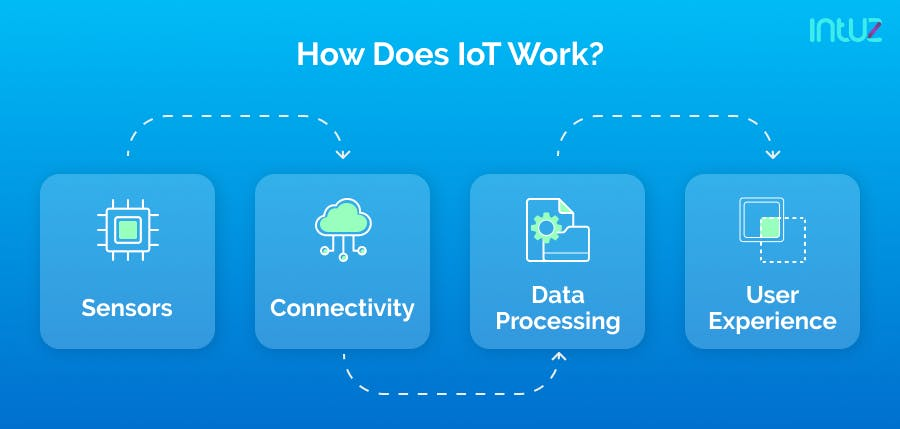 INTUZ
How Does IoT Work?
Sensors
Connectivity
Data
Processing
User
Experience